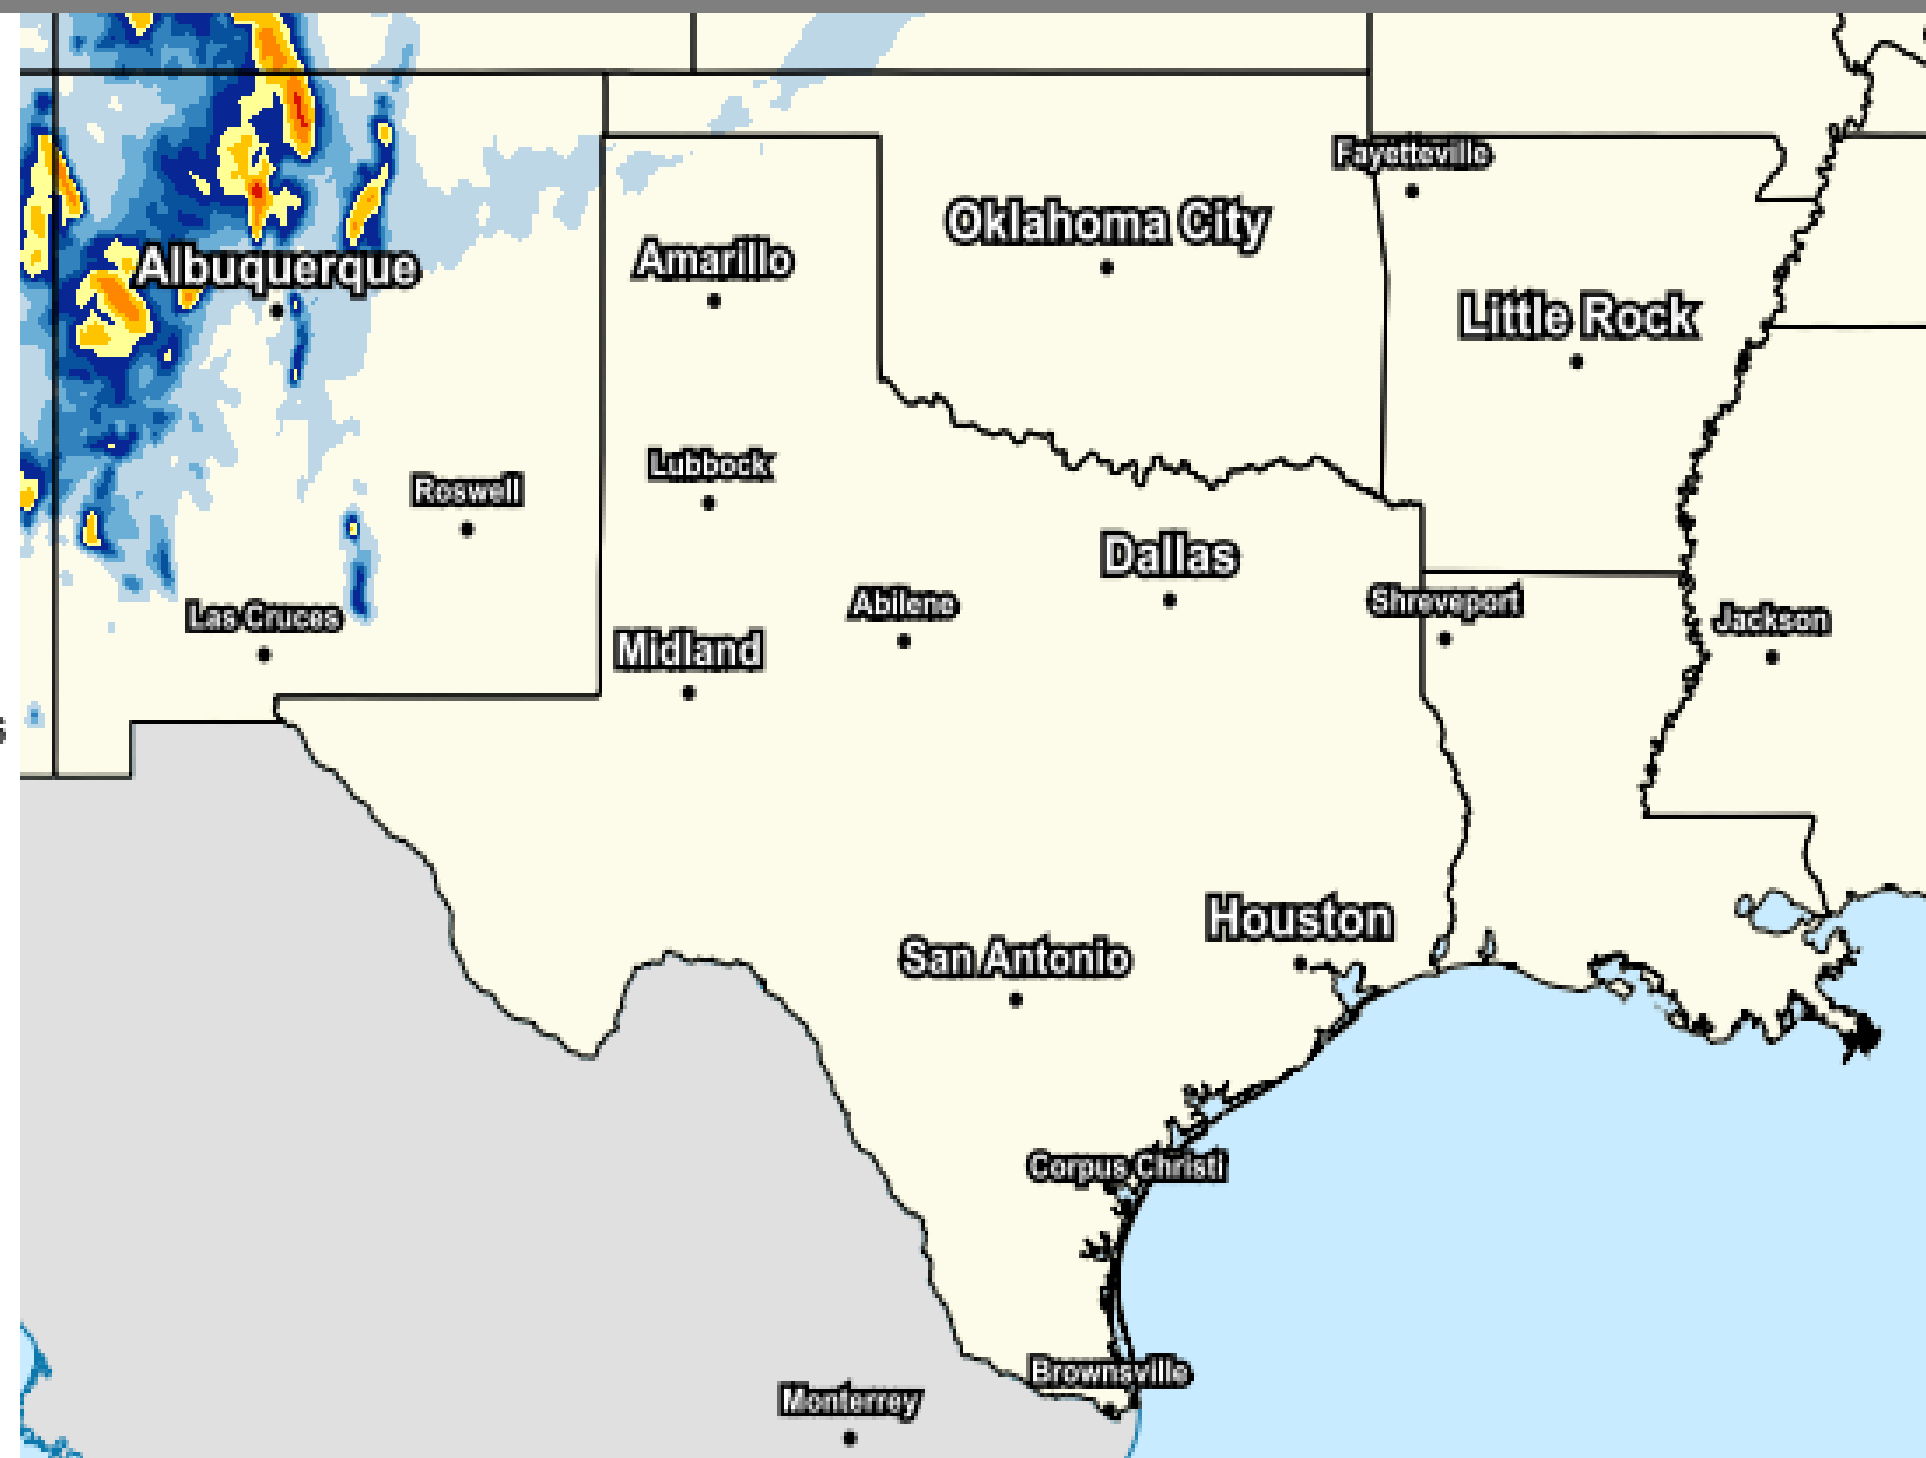 Fayetteville
Oklahoma City
Albuquerque
Amarillo
Little Rock
Lubbock
Roswell
Dallas
Las Cruces
Abilene
Shreveport
Jackson
Midland
Houston
San Antonio
Corpus Christi
Brownsville
Monterrey